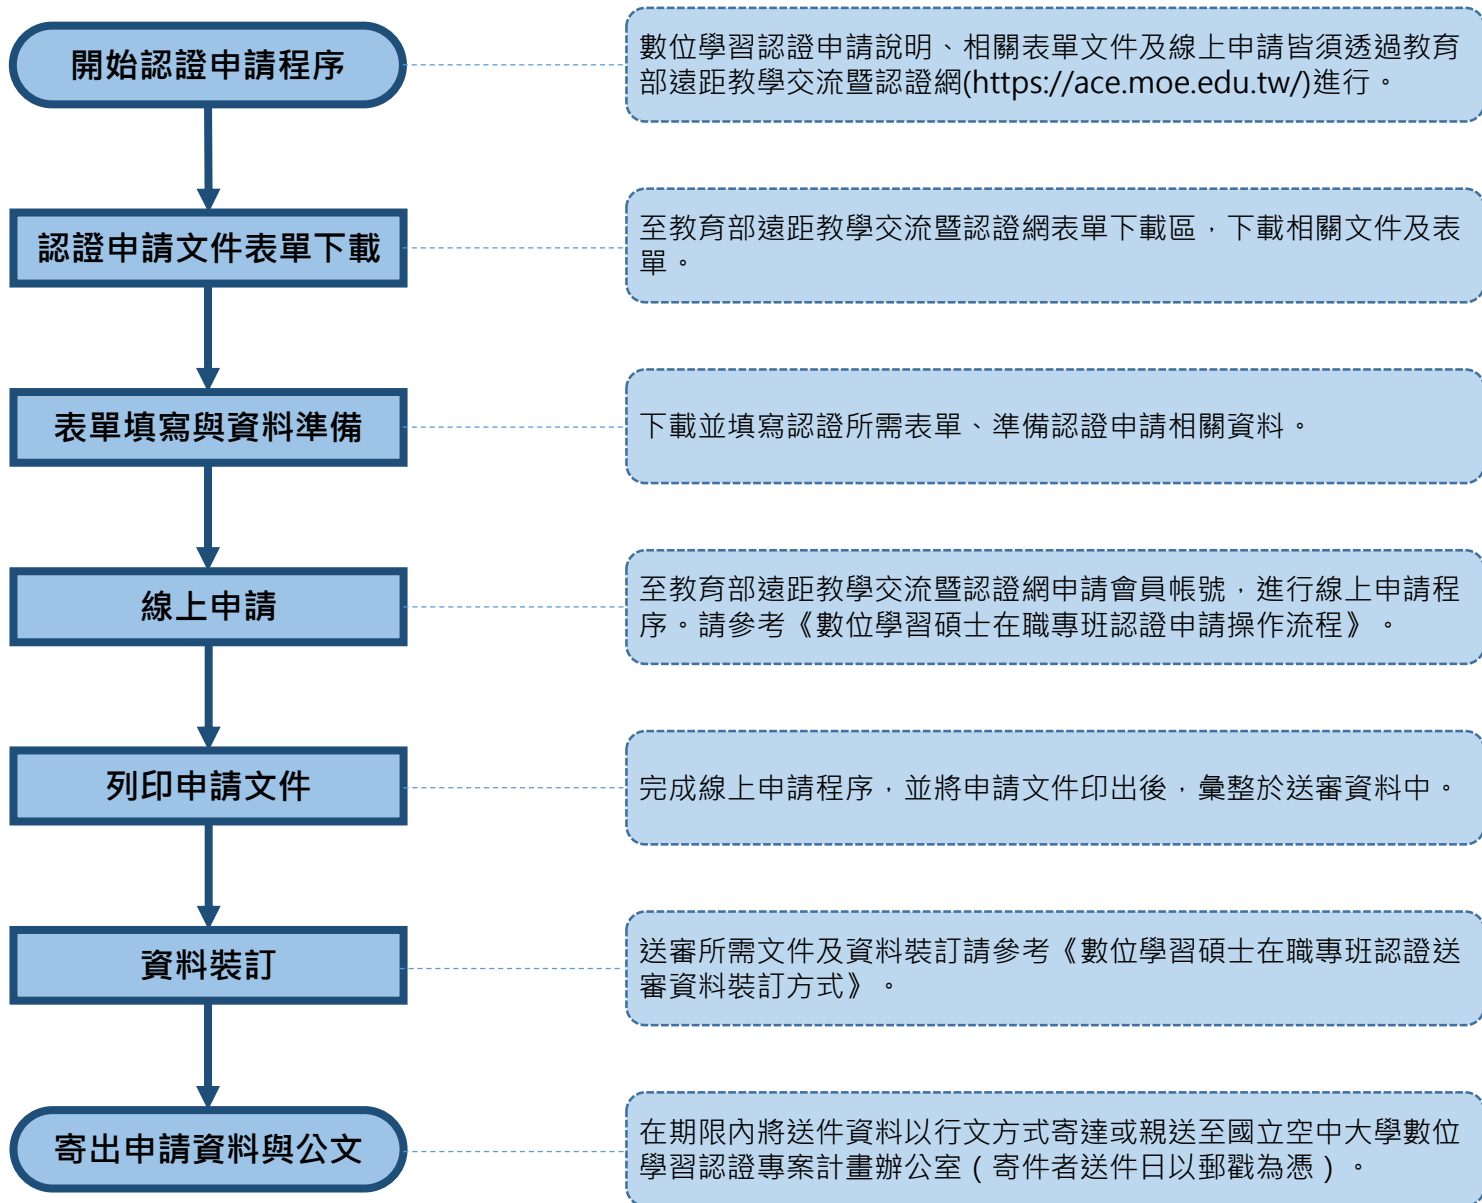 開始認證申請程序
數位學習認證申請說明、相關表單文件及線上申請皆須透過教育
部遠距教學交流暨認證網(https://ace.moe.edu.tw/)進行。
認證申請文件表單下載
至教育部遠距教學交流暨認證網表單下載區，下載相關文件及表
單。
表單填寫與資料準備
下載並填寫認證所需表單、準備認證申請相關資料。
線上申請
至教育部遠距教學交流暨認證網申請會員帳號，進行線上申請程
序。請參考《數位學習碩士在職專班認證申請操作流程》。
列印申請文件
完成線上申請程序，並將申請文件印出後，彙整於送審資料中。
資料裝訂
送審所需文件及資料裝訂請參考《數位學習碩士在職專班認證送
審資料裝訂方式》。
寄出申請資料與公文
在期限內將送件資料以行文方式寄達或親送至國立空中大學數位
學習認證專案計畫辦公室（寄件者送件日以郵戳為憑）。